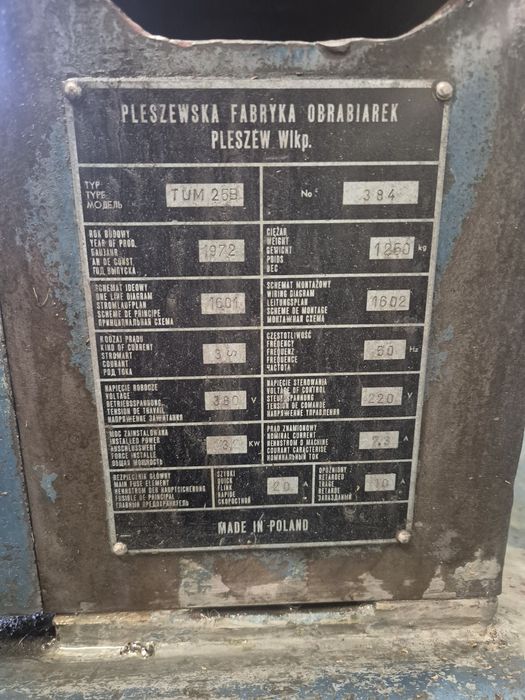 PLESZEWSKA FABRYKA OBRABIAREK
PLESZEW Wlkp.
TYP
TYPE
МОДЕЛЬ
TUM 25B
No
384
ROK BUDOWY
YEAR OF PROD.
BAUJAHR
AN DE CONST
ГОД ВЫПУСКА
1972
CIĘŻAR
WEIGHT
GEWICHT
POIDS
ВЕС
1250 kg
SCHEMAT IDEOWY
ONE LINE DIAGRAM
STROMLAUFPLAN
SCHEME DE PRINCIPE
ПРИНЦИПИАЛЬНАЯ СХЕМА
1601
SCHEMAT MONTAŻOWY
WIRING DIAGRAM
LEITUNGSPLAN
SCHEME DE MONTAGE
МОНТАЖНАЯ СХЕМА
1602
RODZAJ PRĄDU
KIND OF CURRENT
STROMART
COURANT
РОД ТОКА
CZĘSTOTLIWOŚĆ
FREQECY
FREQUENZ
FREQUENCE
ЧАСТОТА
50 Hz
NAPIĘCIE ROBOCZE
VOLTAGE
BETRIEBSSPANNUNG
TENSION DE TRAVAIL
380 V
NAPIĘCIE STEROWANIA
VOLTAGE OF CONTROL
STEUERSPANNUNG
TENSION DE COMANDE
НАПРЯЖЕНИЕ УПРАВЛЕНИЯ
220 V
MOC ZAINSTALOWANA
INSTALLED POWER
ANSCHLUSSWERT
FORCE INSTALLE
ОБЩАЯ МОЩНОСТЬ
KW
PRĄD ZNAMIONOWY
NOMINAL CURRENT
NENNSTROM D MACHINE
COURANT CARACTERISE
НОМИНАЛЬНЫЙ ТОК
A
BEZPIECZNIK GŁÓWNY
MAIN FUSE ELEMENT
NENNSTROM DER HAUPTSICHERUNG
FUSIBLE DE PRINCIPAL
ГЛАВНЫЙ ПРЕДОХРАНИТЕЛЬ
SZYBKI
QUICK
FLINK
RAPIDE
СКОРОСТНОЙ
20 A
OPÓŹNIONY
RETARDED
TRÄGE
RETARDE
10 A
MADE IN POLAND